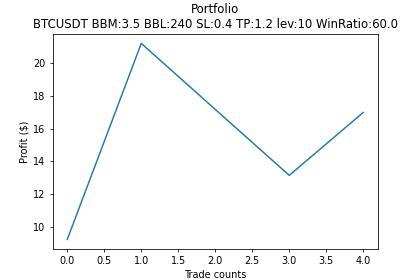 Portfolio
BTCUSDT BBM:3.5 BBL:240 SL:0.4 TP:1.2 lev:10 WinRatio:60.0
20
18
16
14
12
10
Profit ($)
0.0 0.5 1.0 1.5 2.0 2.5 3.0 3.5 4.0
Trade counts